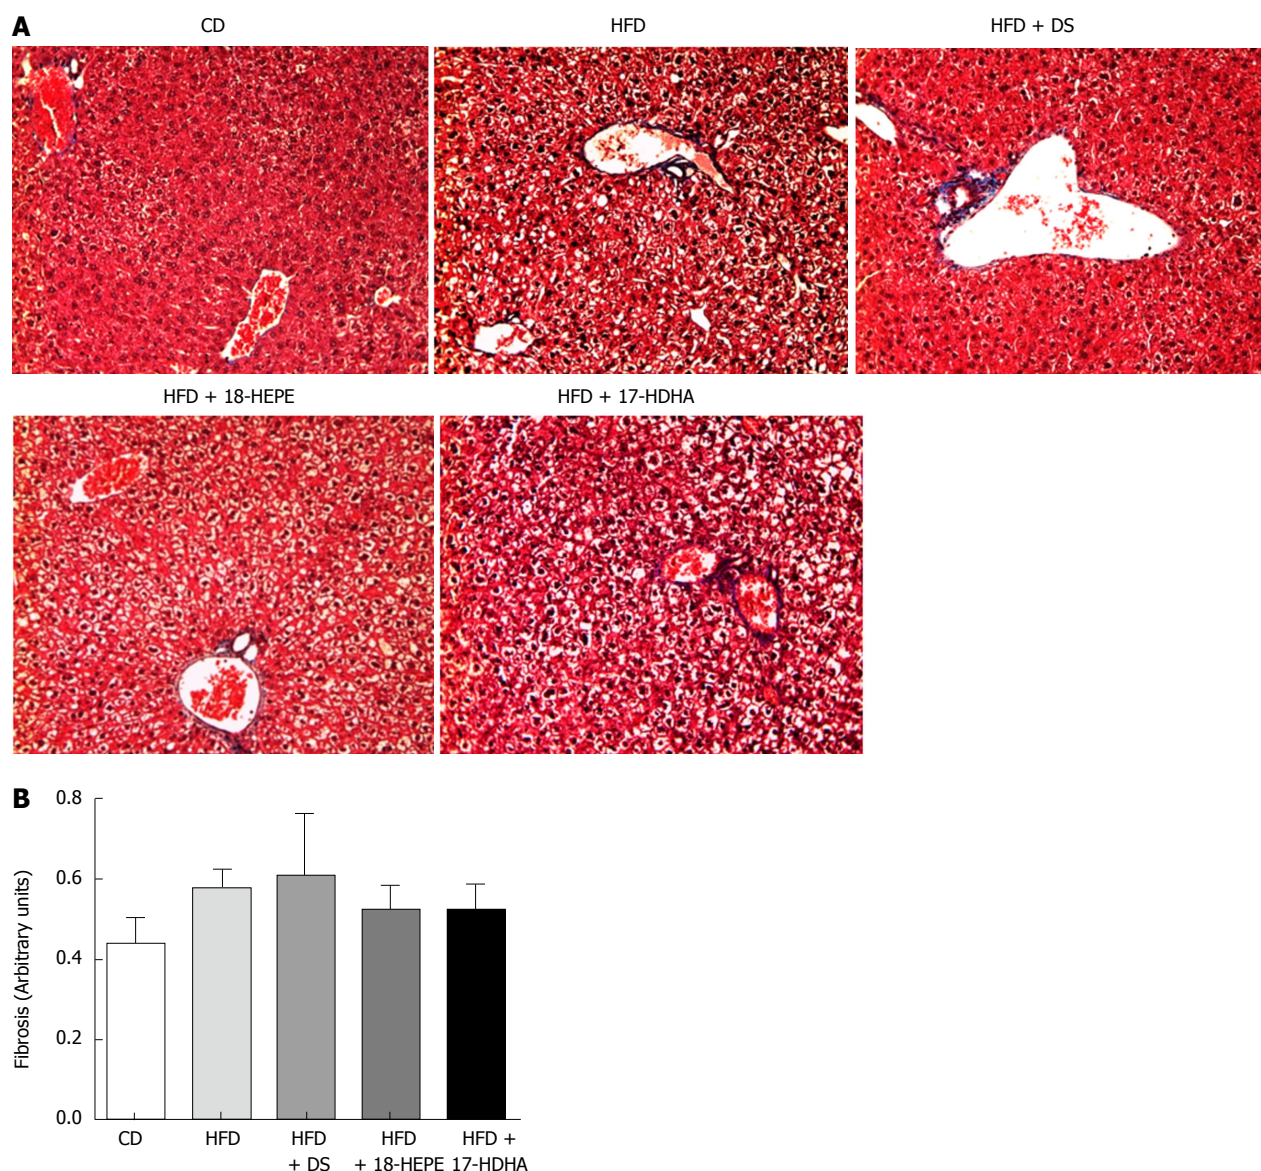 A
CD
HFD
HFD + DS
HFD + 18-HEPE
HFD + 17-HDHA
B
Fibrosis (Arbitrary units)
0.8
0.6
0.4
0.2
0.0
CD
HFD
HFD
+ DS
HFD
+ 18-HEPE
HFD +
17-HDHA